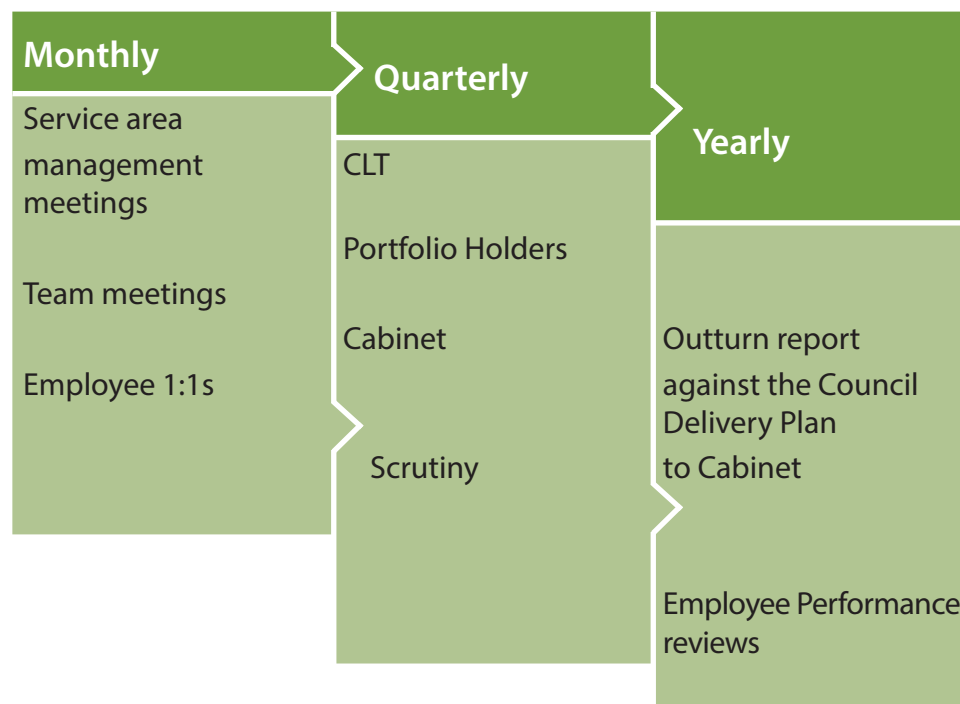 Monthly
Service area
management
meetings
Team meetings
Employee 1:1s
Quarterly
CLT
Portfolio Holders
Cabinet
Scrutiny
Yearly
Outturn report
against the Council
Delivery Plan
to Cabinet
Employee Performance
reviews